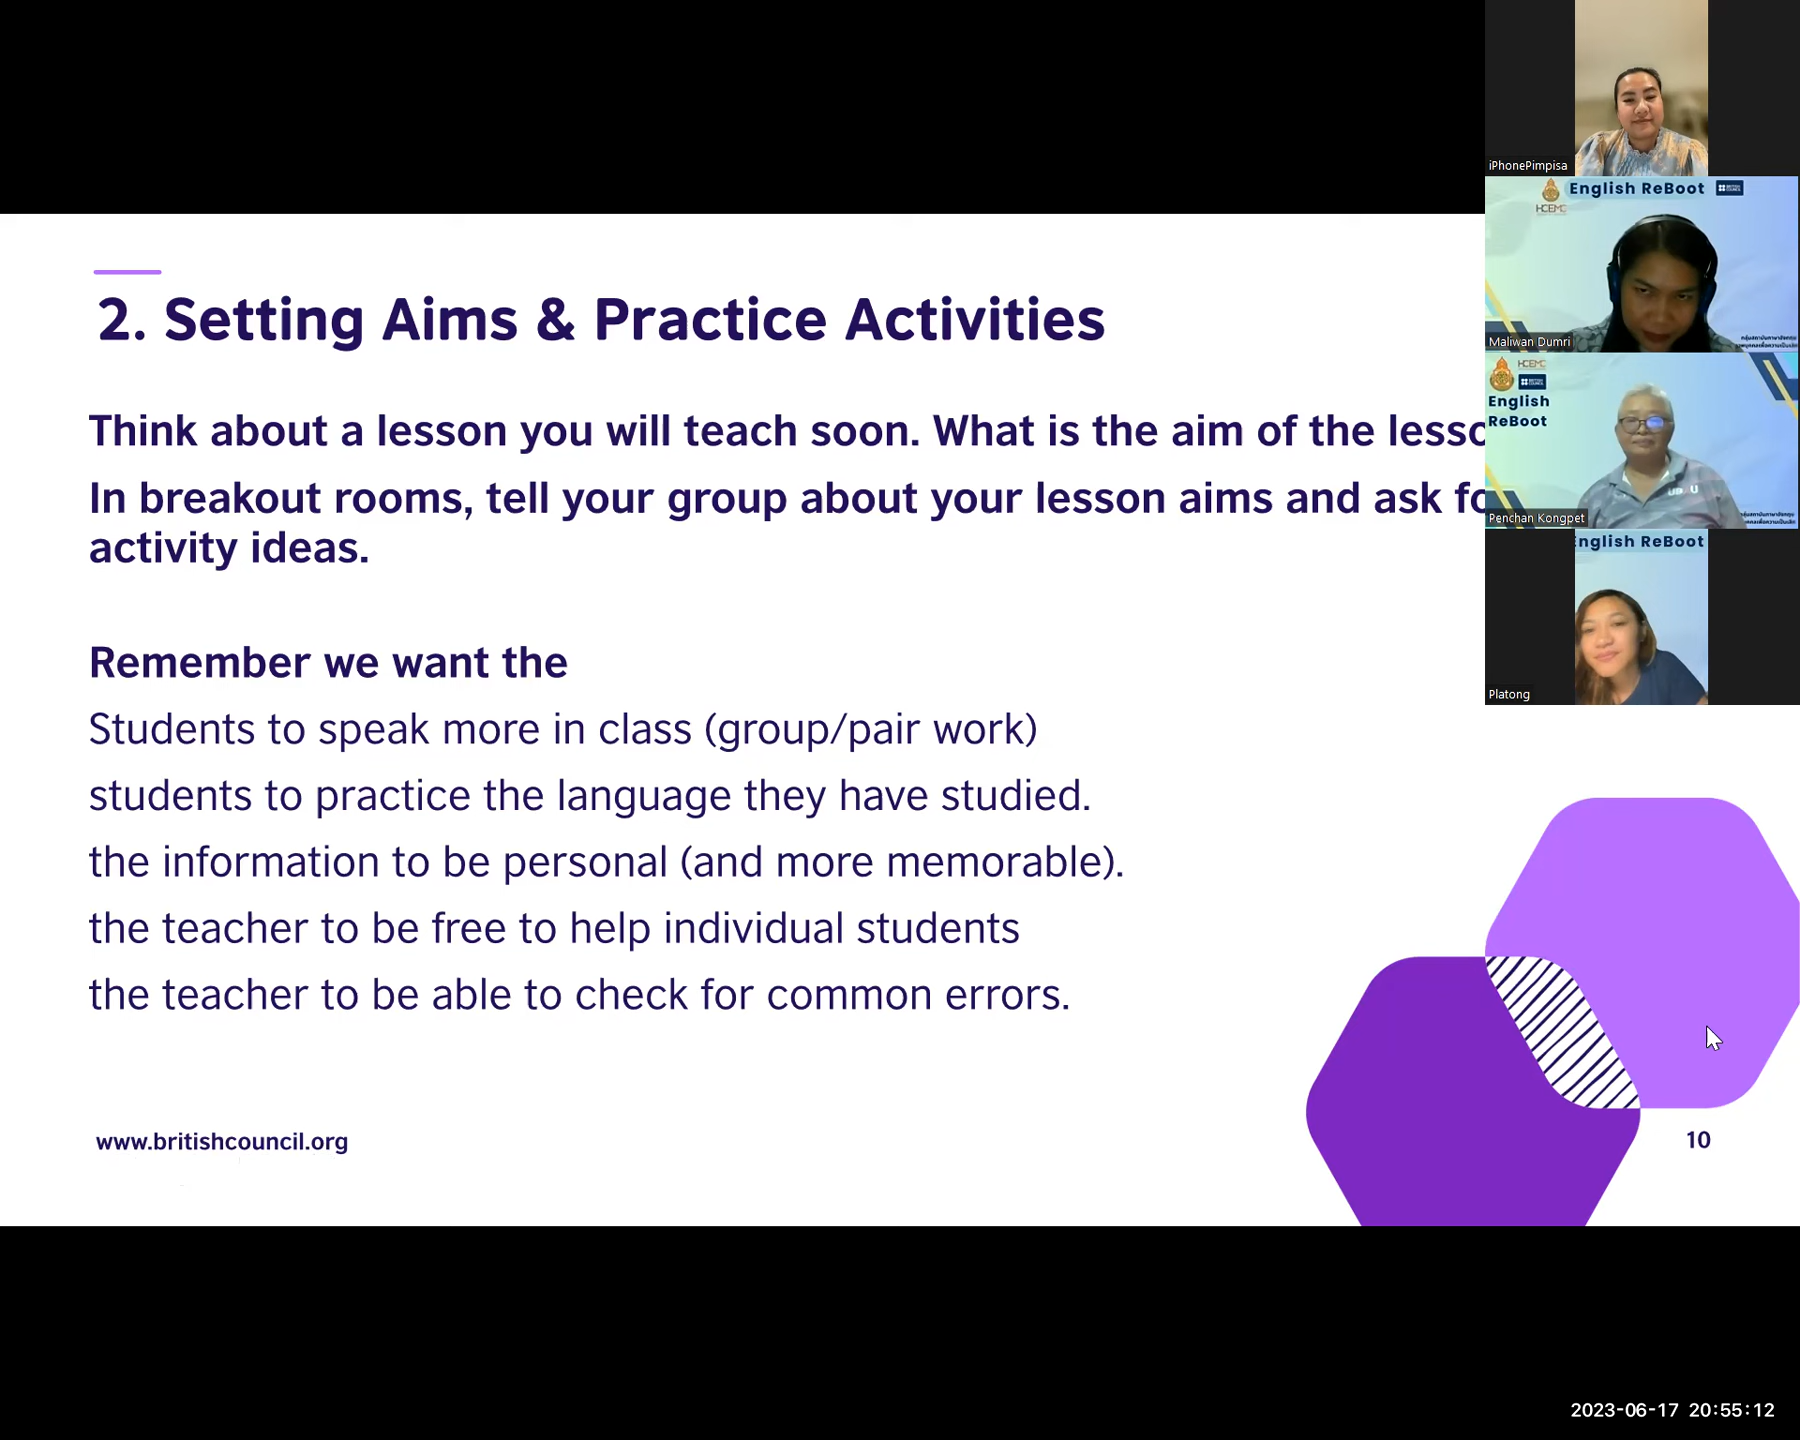 2. Setting Aims & Practice Activities
Think about a lesson you will teach soon. What is the aim of the
In breakout rooms, tell your group about your lesson aims and ask
activity ideas.
Remember we want the
Students to speak more in class (group/pair work)
students to practice the language they have studied.
the information to be personal (and more memorable).
the teacher to be free to help individual students
the teacher to be able to check for common errors.
www.britishcouncil.org
10
iPhonePimpisa
English ReBoot
HCEMC
Maliwan Dumri
HCEMC
English
ReBoot
Penchan Kongpet
English ReBoot
Platong
2023-06-17 20:55:12